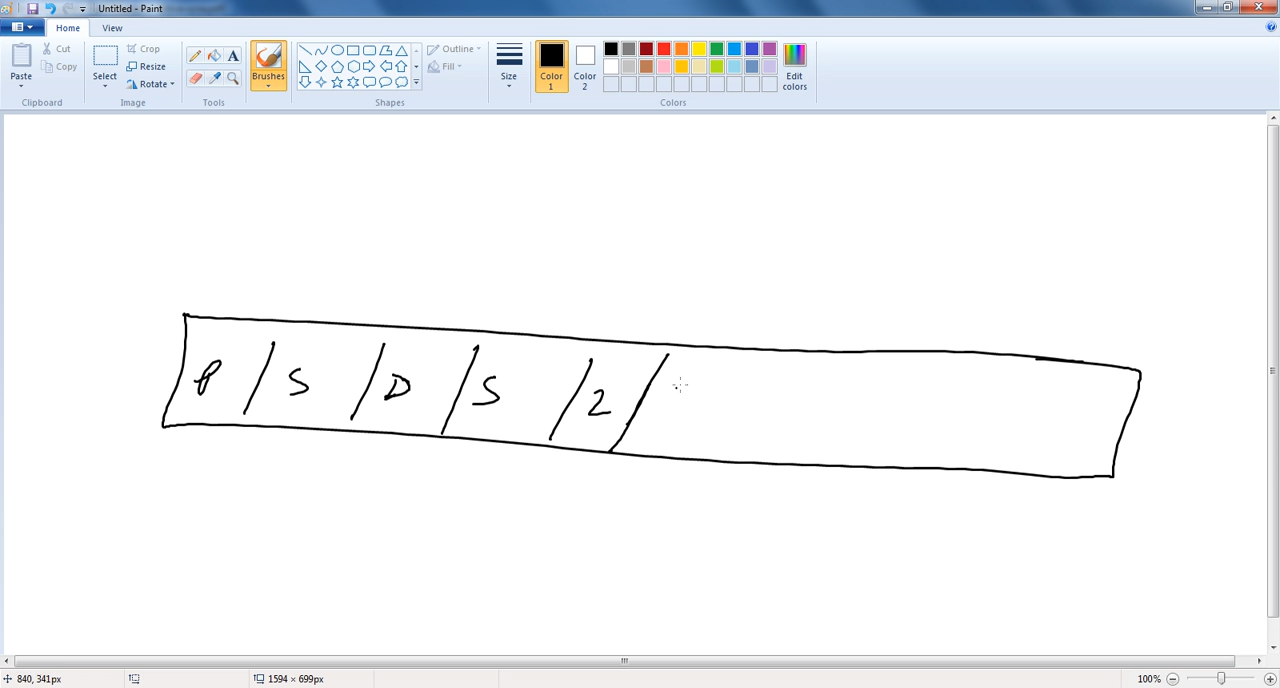 Untitled - Paint
Home
View
Paste
Cut
Copy
Clipboard
Select
Crop
Resize
Rotate
Image
A
Tools
Brushes
Outline
Fill
Shapes
Size
Color
1
Color
2
Edit
colors
Colors
P / S / D / S / 2 /
840, 341px
1594 × 699px
100%